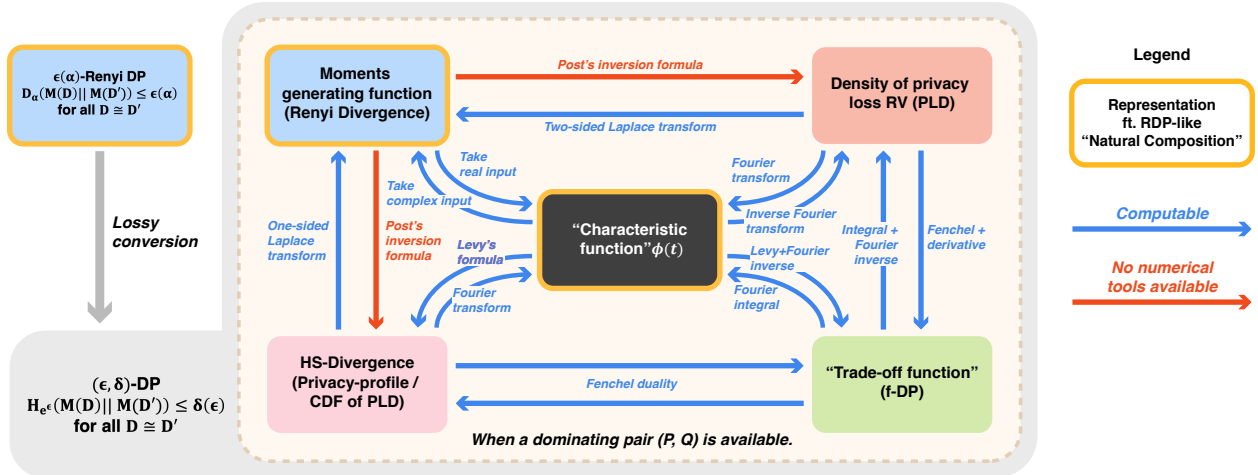 ϵ(α)-Renyi DP
D_α(M(D)|| M(D′)) ≤ ϵ(α)
for all D ≅ D′
Lossy
conversion
(ϵ, δ)-DP
H_{e^ϵ}(M(D)|| M(D′)) ≤ δ(ϵ)
for all D ≅ D′
Moments
generating function
(Renyi Divergence)
Post's inversion formula
Two-sided Laplace transform
Density of privacy
loss RV (PLD)
Take
real input
Take
complex input
Fourier
transform
Inverse Fourier
transform
One-sided
Laplace
transform
Post's
inversion
formula
Levy's
formula
Fourier
transform
“Characteristic
function”ϕ(t)
Levy+Fourier
inverse
Fourier
integral
Integral +
Fourier
inverse
Fenchel +
derivative
HS-Divergence
(Privacy-profile /
CDF of PLD)
Fenchel duality
“Trade-off function”
(f-DP)
When a dominating pair (P, Q) is available.
Legend
Representation
ft. RDP-like
“Natural Composition”
Computable
No numerical
tools available